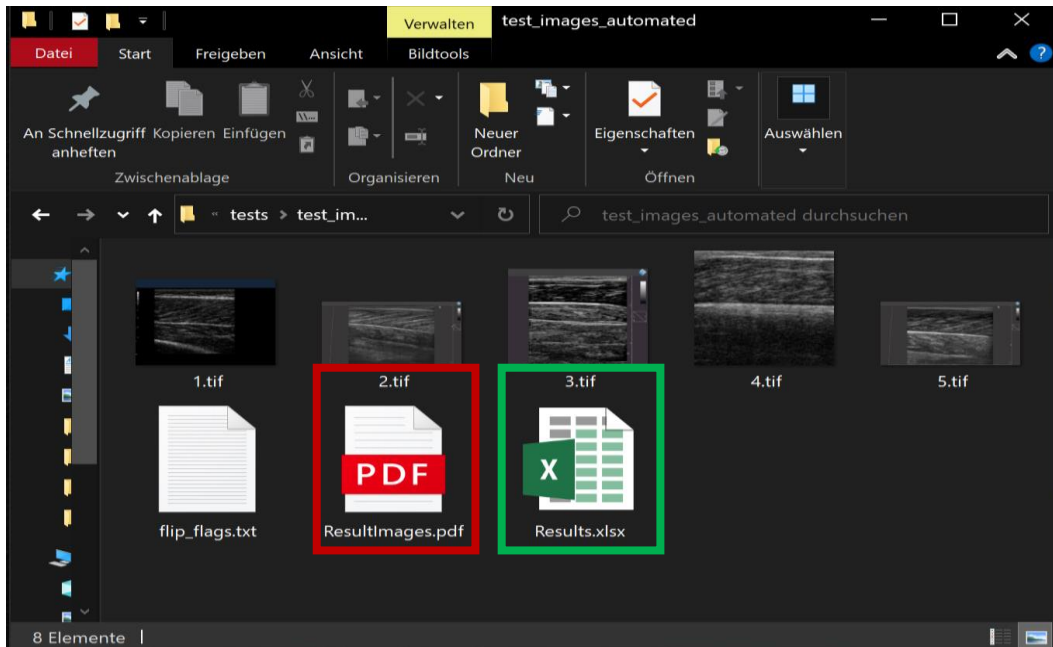 Verwalten test_images_automated
Datei Start Freigeben Ansicht Bildtools
An Schnellzugriff anheften
Kopieren
Einfügen
Neuer Ordner
Eigenschaften
Auswählen
Zwischenablage Organisieren Neu Öffnen
« tests > test_im...
test_images_automated durchsuchen
1.tif 2.tif 3.tif 4.tif 5.tif
PDF X
flip_flags.txt ResultImages.pdf Results.xlsx
8 Elemente